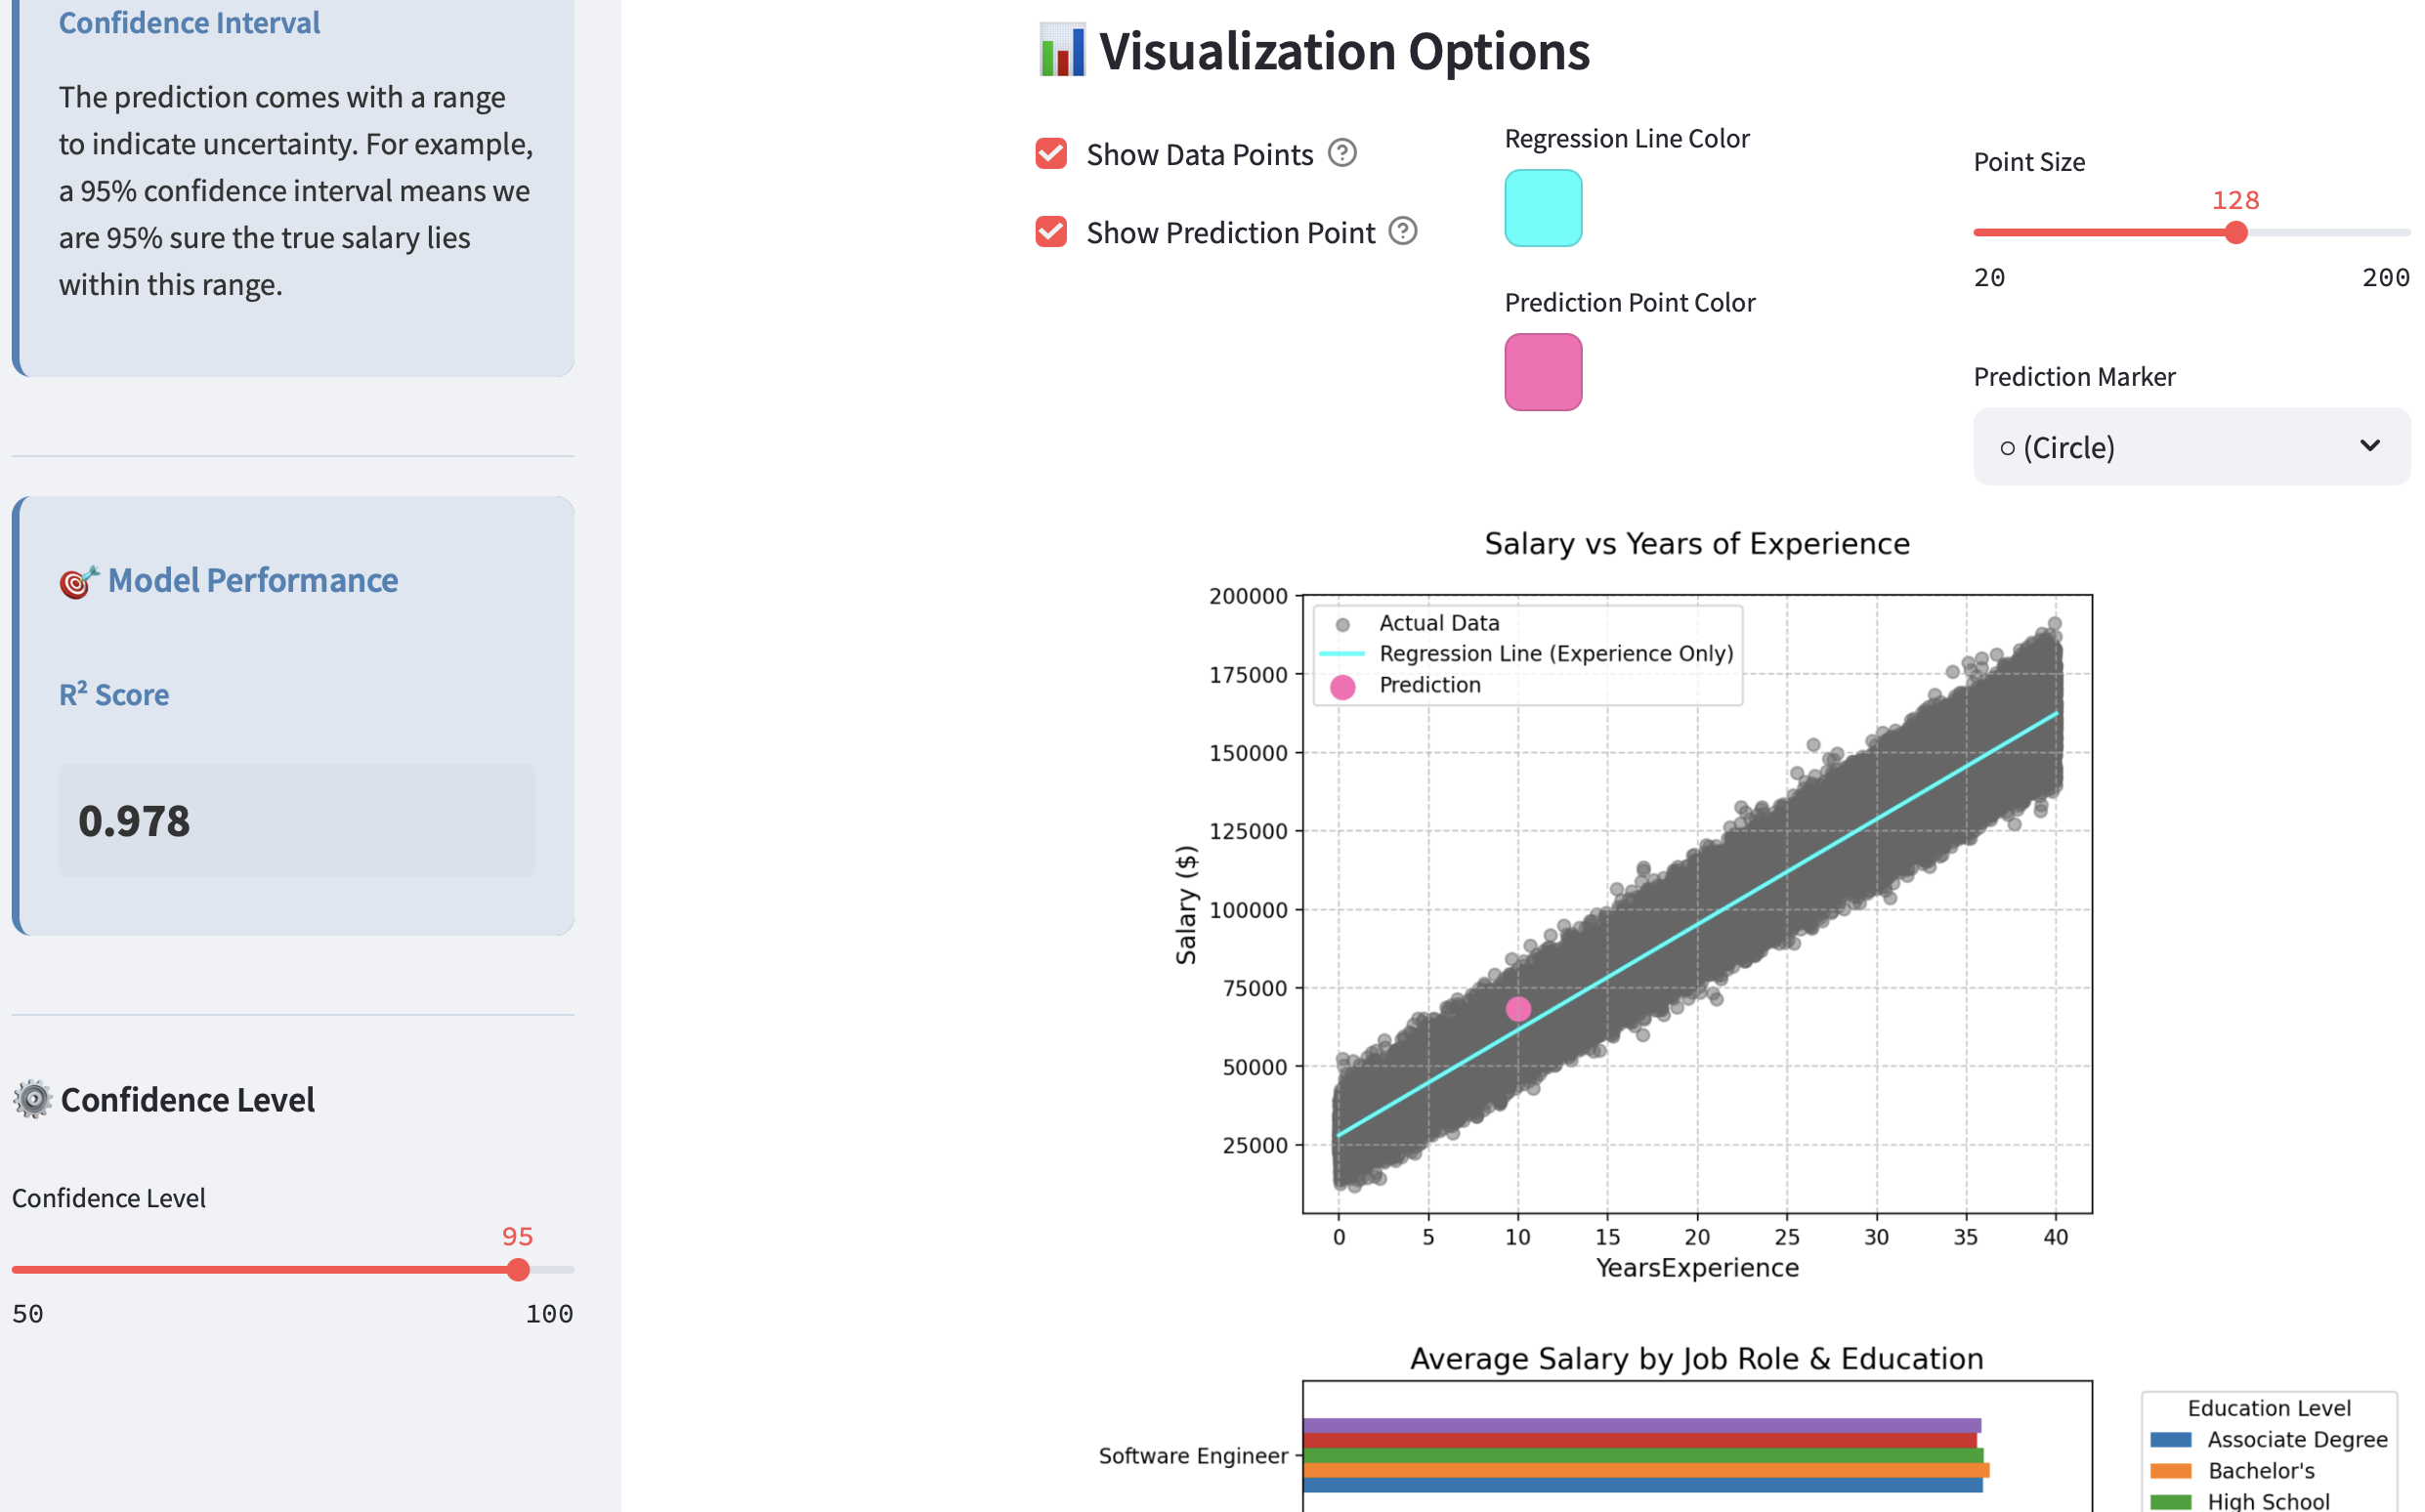 Confidence Interval
The prediction comes with a range
to indicate uncertainty. For example,
a 95% confidence interval means we
are 95% sure the true salary lies
within this range.
🎯 Model Performance
R² Score
0.978
⚙️ Confidence Level
Confidence Level
95
50 100
📊 Visualization Options
Show Data Points
Show Prediction Point
Regression Line Color
Prediction Point Color
Point Size
128
20 200
Prediction Marker
○ (Circle)
Salary vs Years of Experience
Actual Data
Regression Line (Experience Only)
Prediction
200000
175000
150000
125000
100000
75000
50000
25000
Salary ($)
0 5 10 15 20 25 30 35 40
YearsExperience
Average Salary by Job Role & Education
Software Engineer
Education Level
Associate Degree
Bachelor's
High School